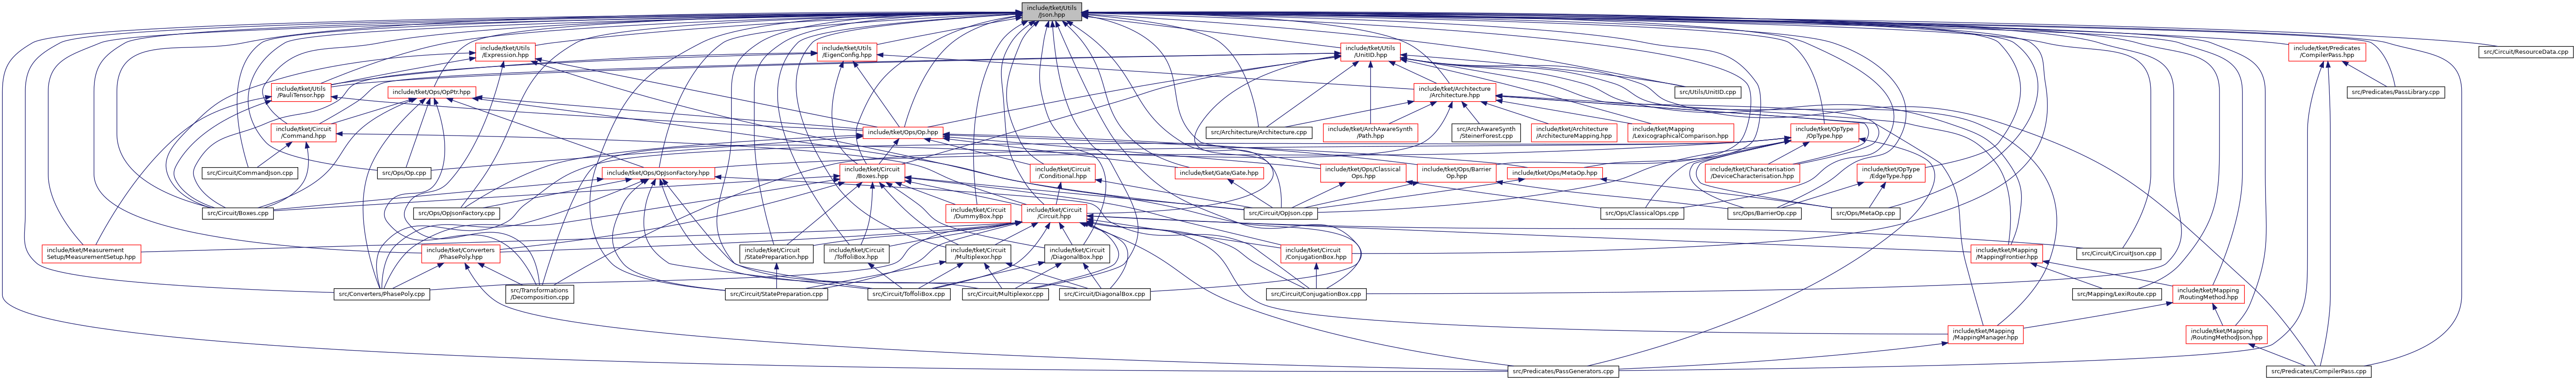 include/tket/Utils
/Json.hpp
include/tket/Utils
/Expression.hpp
include/tket/Utils
/EigenConfig.hpp
include/tket/Utils
/UnitID.hpp
include/tket/Predicates
/CompilerPass.hpp
src/Circuit/ResourceData.cpp
include/tket/Utils
/PauliTensor.hpp
include/tket/Ops/OpPtr.hpp
include/tket/Architecture
/Architecture.hpp
src/Utils/UnitID.cpp
src/Predicates/PassLibrary.cpp
include/tket/Circuit
/Command.hpp
include/tket/Ops/Op.hpp
src/Architecture/Architecture.cpp
include/tket/ArchAwareSynth
/Path.hpp
src/ArchAwareSynth
/SteinerForest.cpp
include/tket/Architecture
/ArchitectureMapping.hpp
include/tket/Mapping
/LexicographicalComparison.hpp
include/tket/OpType
/OpType.hpp
src/Circuit/CommandJson.cpp
src/Ops/Op.cpp
include/tket/Ops/OpJsonFactory.hpp
include/tket/Circuit
/Boxes.hpp
include/tket/Circuit
/Conditional.hpp
include/tket/Gate/Gate.hpp
include/tket/Ops/Classical
Ops.hpp
include/tket/Ops/Barrier
Op.hpp
include/tket/Ops/MetaOp.hpp
include/tket/Characterisation
/DeviceCharacterisation.hpp
include/tket/OpType
/EdgeType.hpp
src/Circuit/Boxes.cpp
src/Ops/OpJsonFactory.cpp
include/tket/Circuit
/DummyBox.hpp
include/tket/Circuit
/Circuit.hpp
src/Circuit/OpJson.cpp
src/Ops/ClassicalOps.cpp
src/Ops/BarrierOp.cpp
src/Ops/MetaOp.cpp
include/tket/Measurement
Setup/MeasurementSetup.hpp
include/tket/Converters
/PhasePoly.hpp
include/tket/Circuit
/StatePreparation.hpp
include/tket/Circuit
/ToffoliBox.hpp
include/tket/Circuit
/Multiplexor.hpp
include/tket/Circuit
/DiagonalBox.hpp
include/tket/Circuit
/ConjugationBox.hpp
include/tket/Mapping
/MappingFrontier.hpp
src/Circuit/CircuitJson.cpp
src/Converters/PhasePoly.cpp
src/Transformations
/Decomposition.cpp
src/Circuit/StatePreparation.cpp
src/Circuit/ToffoliBox.cpp
src/Circuit/Multiplexor.cpp
src/Circuit/DiagonalBox.cpp
src/Circuit/ConjugationBox.cpp
src/Mapping/LexiRoute.cpp
include/tket/Mapping
/RoutingMethod.hpp
include/tket/Mapping
/MappingManager.hpp
include/tket/Mapping
/RoutingMethodJson.hpp
src/Predicates/PassGenerators.cpp
src/Predicates/CompilerPass.cpp